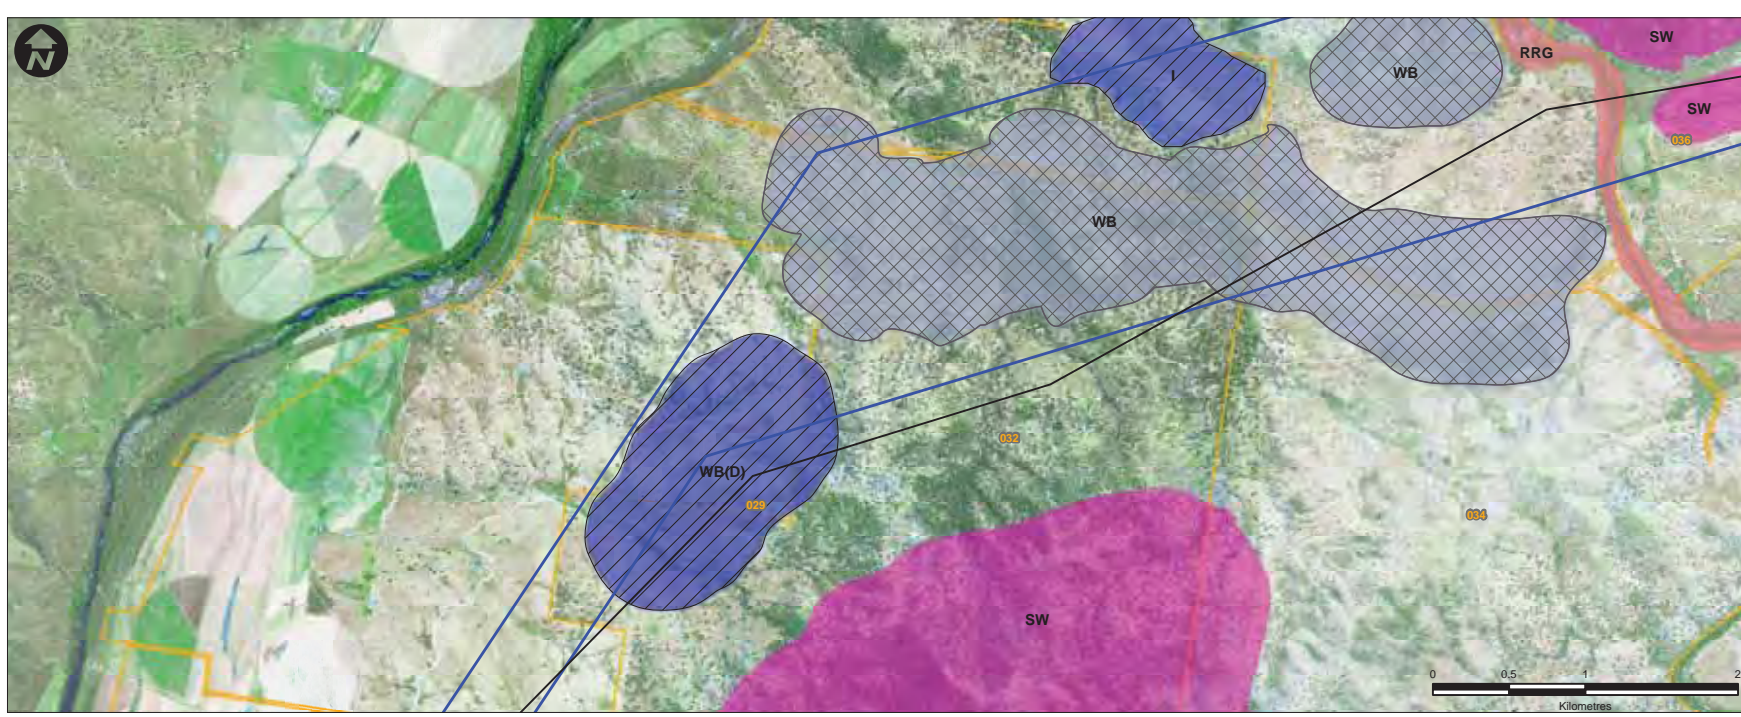 N
SW
RRG
I
WB
SW
036
WB
032
WB(D)
029
034
SW
0 0.5 1 2
Kilometres